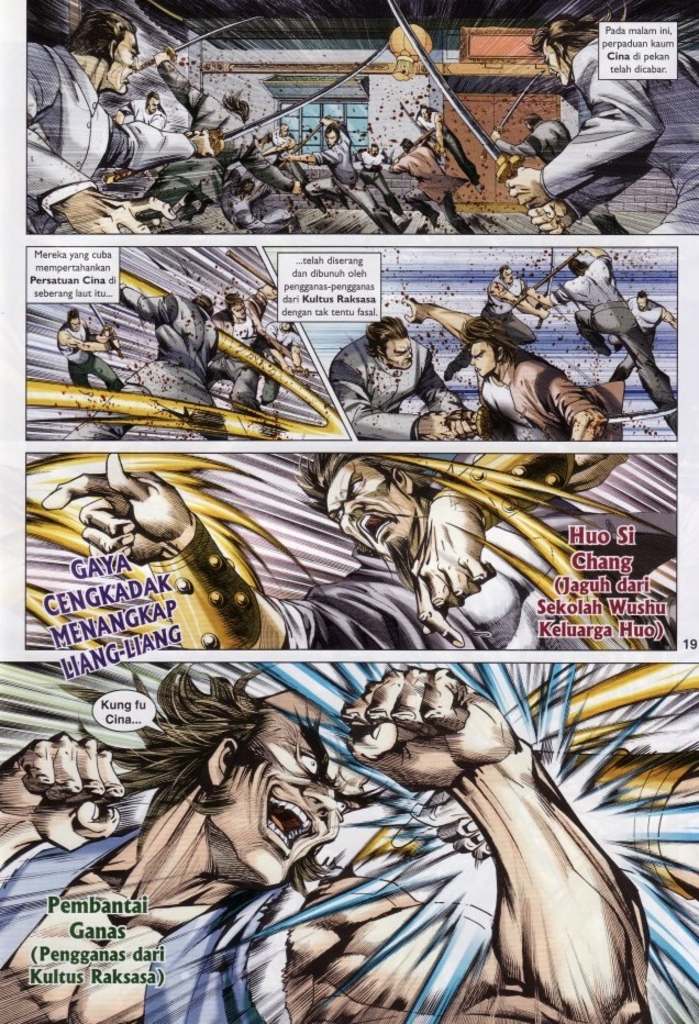 Pada malam ini,
perpaduan kaum
Cina di pekan
telah dicabar.
Mereka yang cuba
mempertahankan
Persatuan Cina di
seberang laut itu...
...telah diserang
dan dibunuh oleh
pengganas-pengganas
dari Kultus Raksasa
dengan tak tentu fasal.
GAYA
CENGKADAK
MENANGKAP
LIANG-LIANG
Huo Si
Chang
(Jaguh dari
Sekolah Wushu
Keluarga Huo)
19
Kung fu
Cina...
Pembantai
Ganas
(Pengganas dari
Kultus Raksasa)